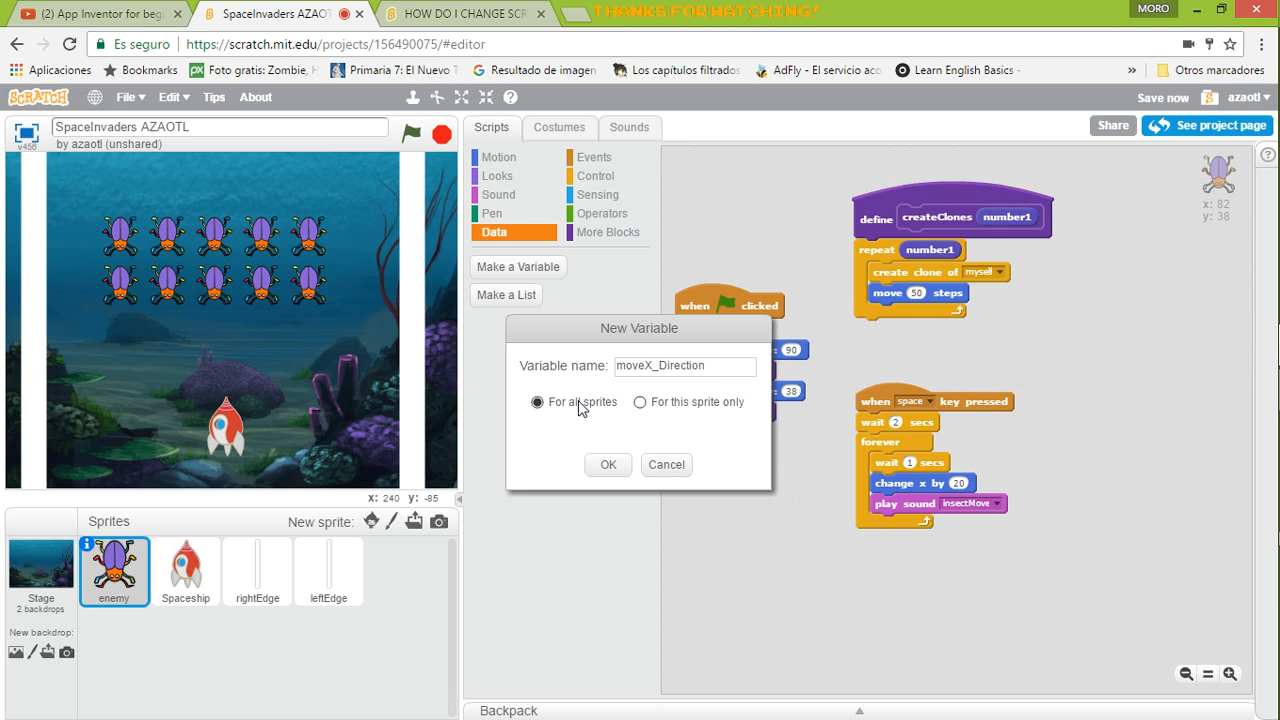 (2) App Inventor for beg
SpaceInvaders AZAOT
HOW DO I CHANGE SCR
THANKS FOR WATCHING!
MORO
Es seguro
https://scratch.mit.edu/projects/156490075/#editor
Aplicaciones
Bookmarks
Foto gratis: Zombie, H
Primaria 7: El Nuevo T
Resultado de imagen
Los capítulos filtrados
AdFly - El servicio aco
Learn English Basics -
»
Otros marcadores
SCRATCH
File
Edit
Tips
About
Save now
azaotl
SpaceInvaders AZAOTL
by azaotl (unshared)
v456
Scripts
Costumes
Sounds
Share
See project page
Motion
Events
Looks
Control
Sound
Sensing
Pen
Operators
Data
More Blocks
Make a Variable
Make a List
x: 82
y: 38
define createClones number1
repeat number1
create clone of myself
move 50 steps
when clicked
90
38
New Variable
Variable name: moveX_Direction
For all sprites
For this sprite only
OK
Cancel
when space key pressed
wait 2 secs
forever
wait 1 secs
change x by 20
play sound insectMove
x: 240 y: -85
Sprites
New sprite:
Stage
2 backdrops
New backdrop:
enemy
Spaceship
rightEdge
leftEdge
Backpack